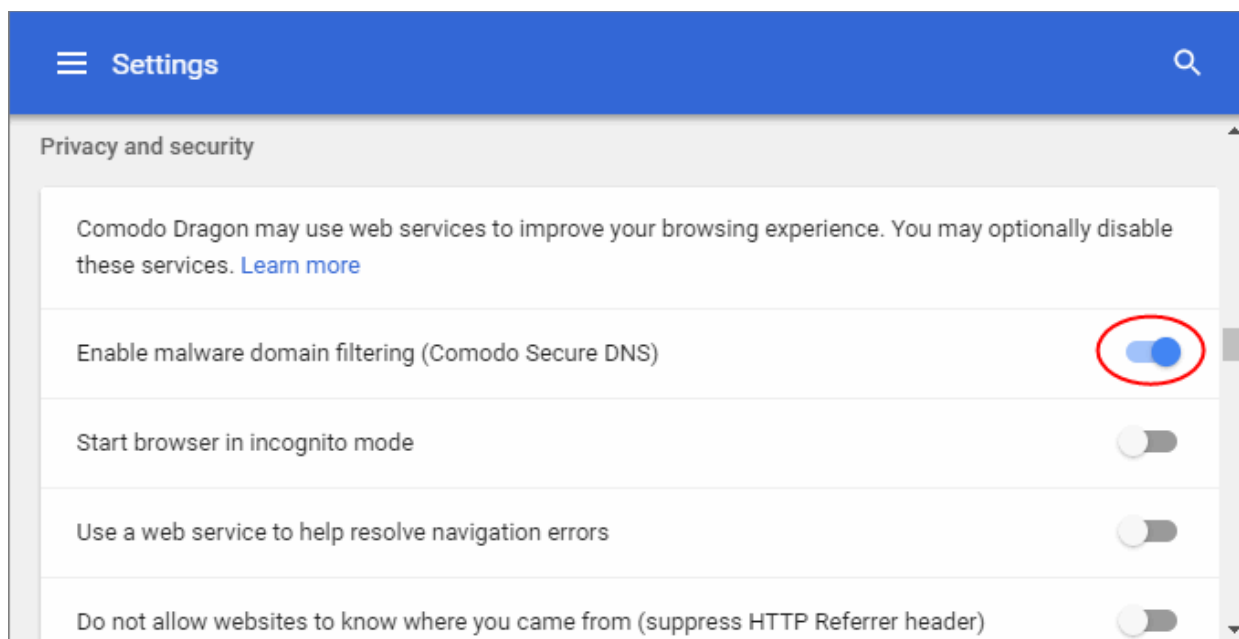 Settings
Privacy and security
Comodo Dragon may use web services to improve your browsing experience. You may optionally disable
these services. Learn more
Enable malware domain filtering (Comodo Secure DNS)
Start browser in incognito mode
Use a web service to help resolve navigation errors
Do not allow websites to know where you came from (suppress HTTP Referrer header)